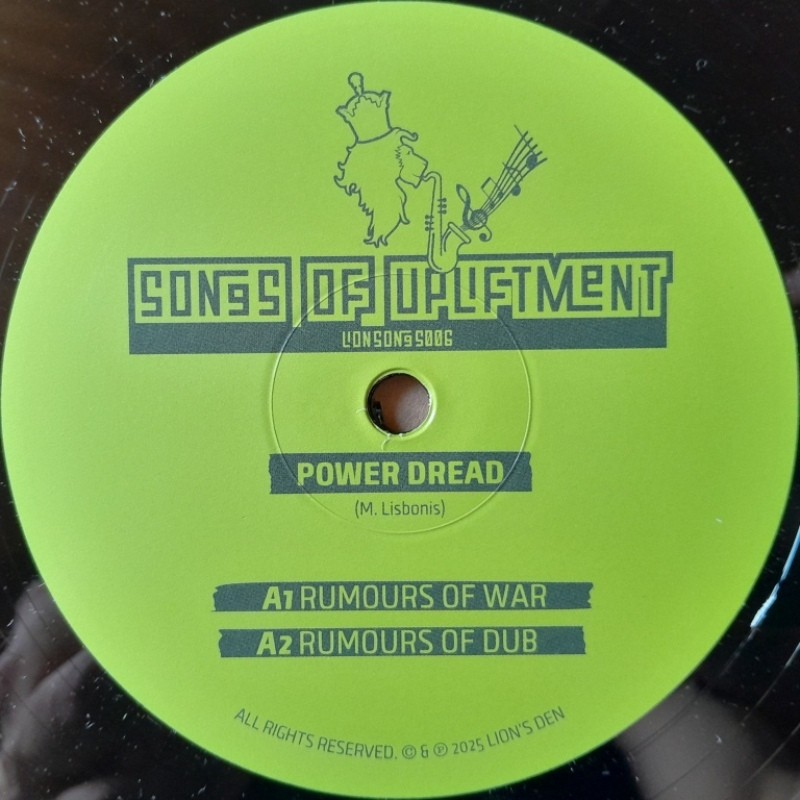 SONGS OF UPLIFTMENT
LIONSONGS006
POWER DREAD
(M. Lisbonis)
A1 RUMOURS OF WAR
A2 RUMOURS OF DUB
ALL RIGHTS RESERVED. © & ℗ 2025 LION'S DEN